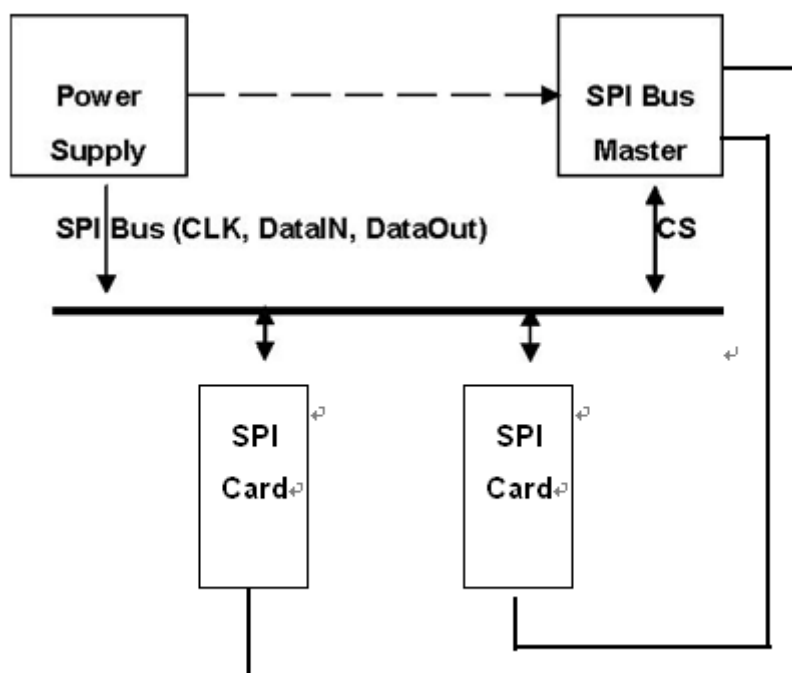 Power
Supply
SPI Bus
Master
SPI Bus (CLK, DataIN, DataOut)
CS
SPI
Card
SPI
Card